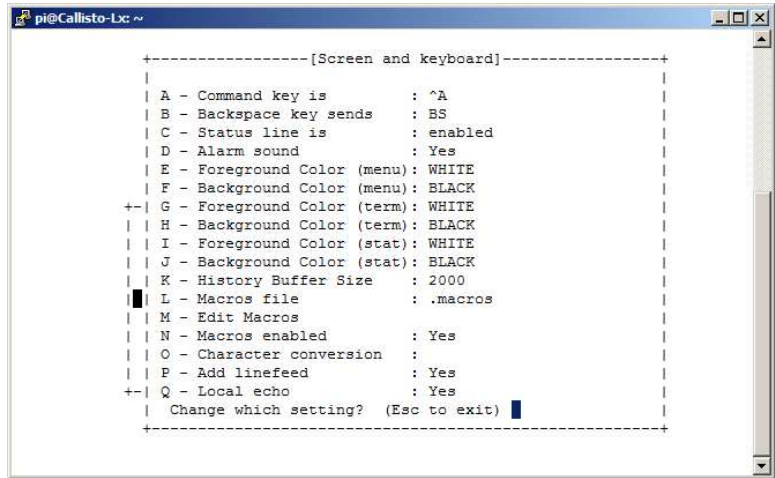 pi@Callisto-Lx: ~
[Screen and keyboard]
A - Command key is : ^A
B - Backspace key sends : BS
C - Status line is : enabled
D - Alarm sound : Yes
E - Foreground Color (menu): WHITE
F - Background Color (menu): BLACK
G - Foreground Color (term): WHITE
H - Background Color (term): BLACK
I - Foreground Color (stat): WHITE
J - Background Color (stat): BLACK
K - History Buffer Size : 2000
L - Macros file : .macros
M - Edit Macros
N - Macros enabled : Yes
O - Character conversion :
P - Add linefeed : Yes
Q - Local echo : Yes
Change which setting? (Esc to exit)